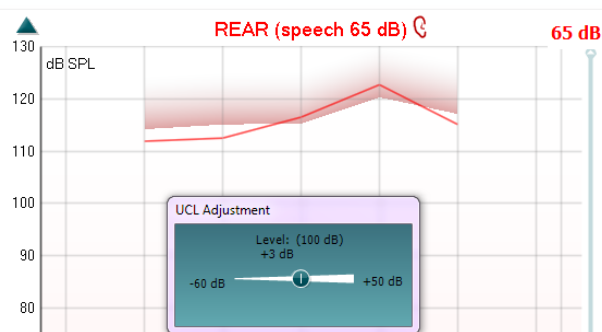 REAR (speech 65 dB)
65 dB
130
dB SPL
120
110
100
UCL Adjustment
Level: (100 dB)
+3 dB
90
-60 dB
+50 dB
80